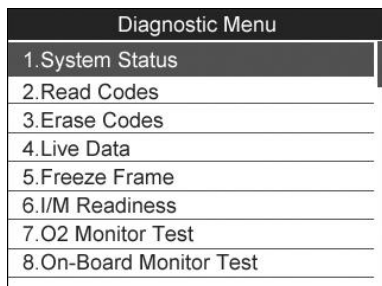 Diagnostic Menu
1.System Status
2.Read Codes
3.Erase Codes
4.Live Data
5.Freeze Frame
6.I/M Readiness
7.O2 Monitor Test
8.On-Board Monitor Test